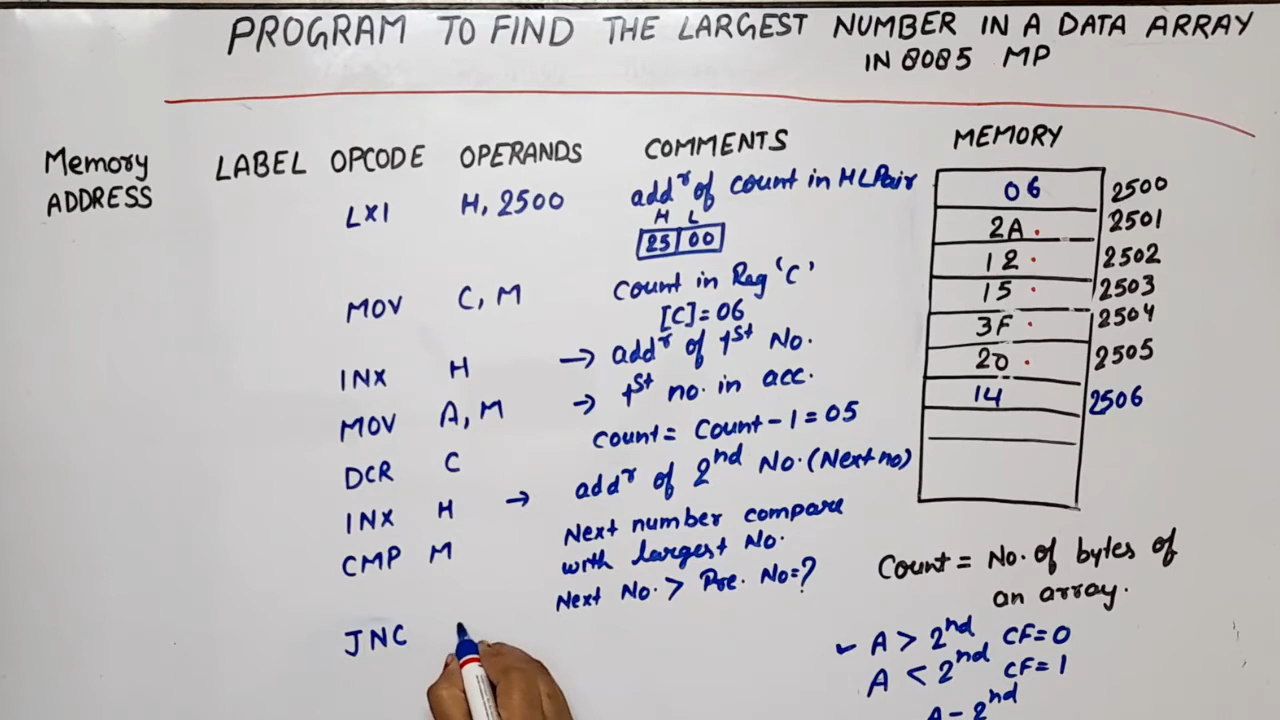 PROGRAM TO FIND THE LARGEST NUMBER IN A DATA ARRAY
IN 8085 MP
Memory ADDRESS LABEL OPCODE OPERANDS COMMENTS
LXI H, 2500 addr of count in HL Pair
H L
25 00
MOV C, M Count in Reg 'C'
[C]=06
INX H → addr of 1st No.
MOV A, M → 1st no. in acc.
DCR C Count = Count - 1 = 05
INX H → addr of 2nd No. (Next no)
CMP M Next number compare
with largest No.
Next No. > Pre. No=?
JNC
MEMORY
06 2500
2A 2501
12 2502
15 2503
3F 2504
20 2505
14 2506
Count = No. of bytes of
an array.
✓ A > 2nd CF=0
A < 2nd CF=1
A - 2nd